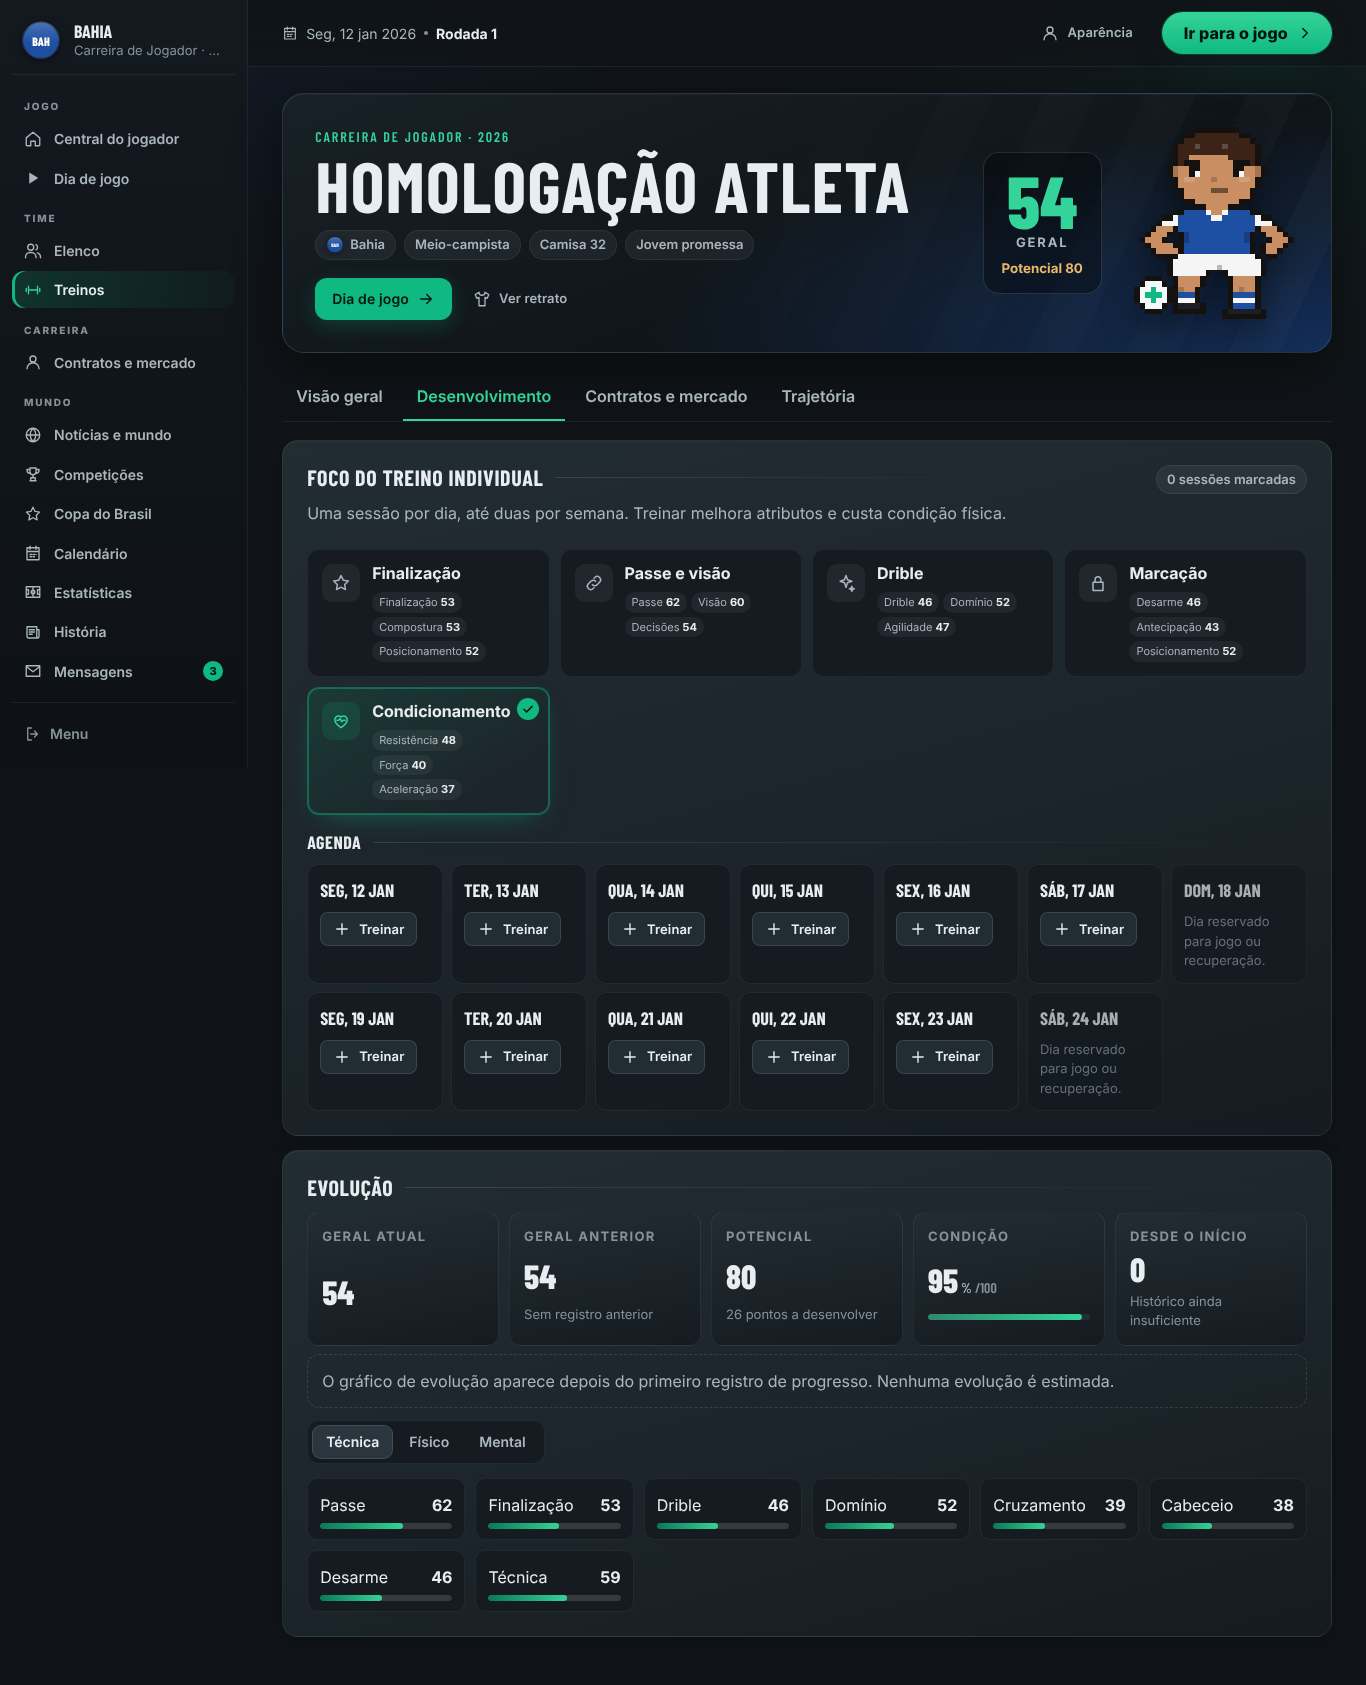 BAH
BAHIA
Carreira de Jogador · ...
JOGO
Central do jogador
Dia de jogo
TIME
Elenco
Treinos
CARREIRA
Contratos e mercado
MUNDO
Notícias e mundo
Competições
Copa do Brasil
Calendário
Estatísticas
História
Mensagens 3
Menu
Seg, 12 jan 2026 • Rodada 1
Aparência
Ir para o jogo
CARREIRA DE JOGADOR · 2026
HOMOLOGAÇÃO ATLETA
BAH Bahia Meio-campista Camisa 32 Jovem promessa
Dia de jogo
Ver retrato
54
GERAL
Potencial 80
Visão geral Desenvolvimento Contratos e mercado Trajetória
FOCO DO TREINO INDIVIDUAL
0 sessões marcadas
Uma sessão por dia, até duas por semana. Treinar melhora atributos e custa condição física.
Finalização
Finalização 53
Compostura 53
Posicionamento 52
Passe e visão
Passe 62 Visão 60
Decisões 54
Drible
Drible 46 Domínio 52
Agilidade 47
Marcação
Desarme 46
Antecipação 43
Posicionamento 52
Condicionamento
Resistência 48
Força 40
Aceleração 37
AGENDA
SEG, 12 JAN
Treinar
TER, 13 JAN
Treinar
QUA, 14 JAN
Treinar
QUI, 15 JAN
Treinar
SEX, 16 JAN
Treinar
SÁB, 17 JAN
Treinar
DOM, 18 JAN
Dia reservado
para jogo ou
recuperação.
SEG, 19 JAN
Treinar
TER, 20 JAN
Treinar
QUA, 21 JAN
Treinar
QUI, 22 JAN
Treinar
SEX, 23 JAN
Treinar
SÁB, 24 JAN
Dia reservado
para jogo ou
recuperação.
EVOLUÇÃO
GERAL ATUAL
54
GERAL ANTERIOR
54
Sem registro anterior
POTENCIAL
80
26 pontos a desenvolver
CONDIÇÃO
95 % /100
DESDE O INÍCIO
0
Histórico ainda
insuficiente
O gráfico de evolução aparece depois do primeiro registro de progresso. Nenhuma evolução é estimada.
Técnica Físico Mental
Passe 62
Finalização 53
Drible 46
Domínio 52
Cruzamento 39
Cabeceio 38
Desarme 46
Técnica 59